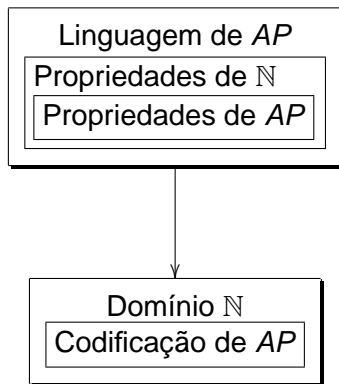 Linguagem de AP
Propriedades de ℕ
Propriedades de AP
Domínio ℕ
Codificação de AP